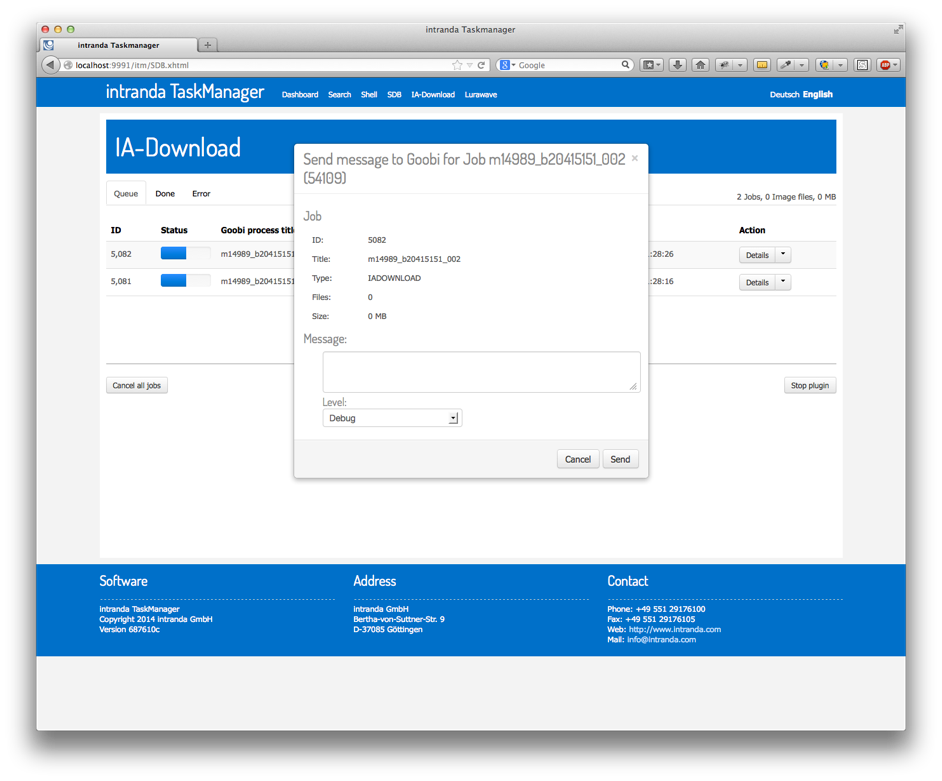 intranda Taskmanager
intranda Taskmanager
localhost:9991/itm/SDB.xhtml
Google
intranda TaskManager Dashboard Search Shell SDB IA-Download Lurawave Deutsch English
IA-Download
Send message to Goobi for Job m14989_b20415151_002
(54109)
×
Queue Done Error
2 Jobs, 0 Image files, 0 MB
ID Status Goobi process title Action
5,082 m14989_b20415151 :28:26 Details
5,081 m14989_b20415151 :28:16 Details
Job
ID: 5082
Title: m14989_b20415151_002
Type: IADOWNLOAD
Files: 0
Size: 0 MB
Message:
Level:
Debug
Cancel all jobs
Stop plugin
Cancel Send
Software
intranda TaskManager
Copyright 2014 intranda GmbH
Version 687610c
Address
intranda GmbH
Bertha-von-Suttner-Str. 9
D-37085 Göttingen
Contact
Phone: +49 551 29176100
Fax: +49 551 29176105
Web: http://www.intranda.com
Mail: info@intranda.com